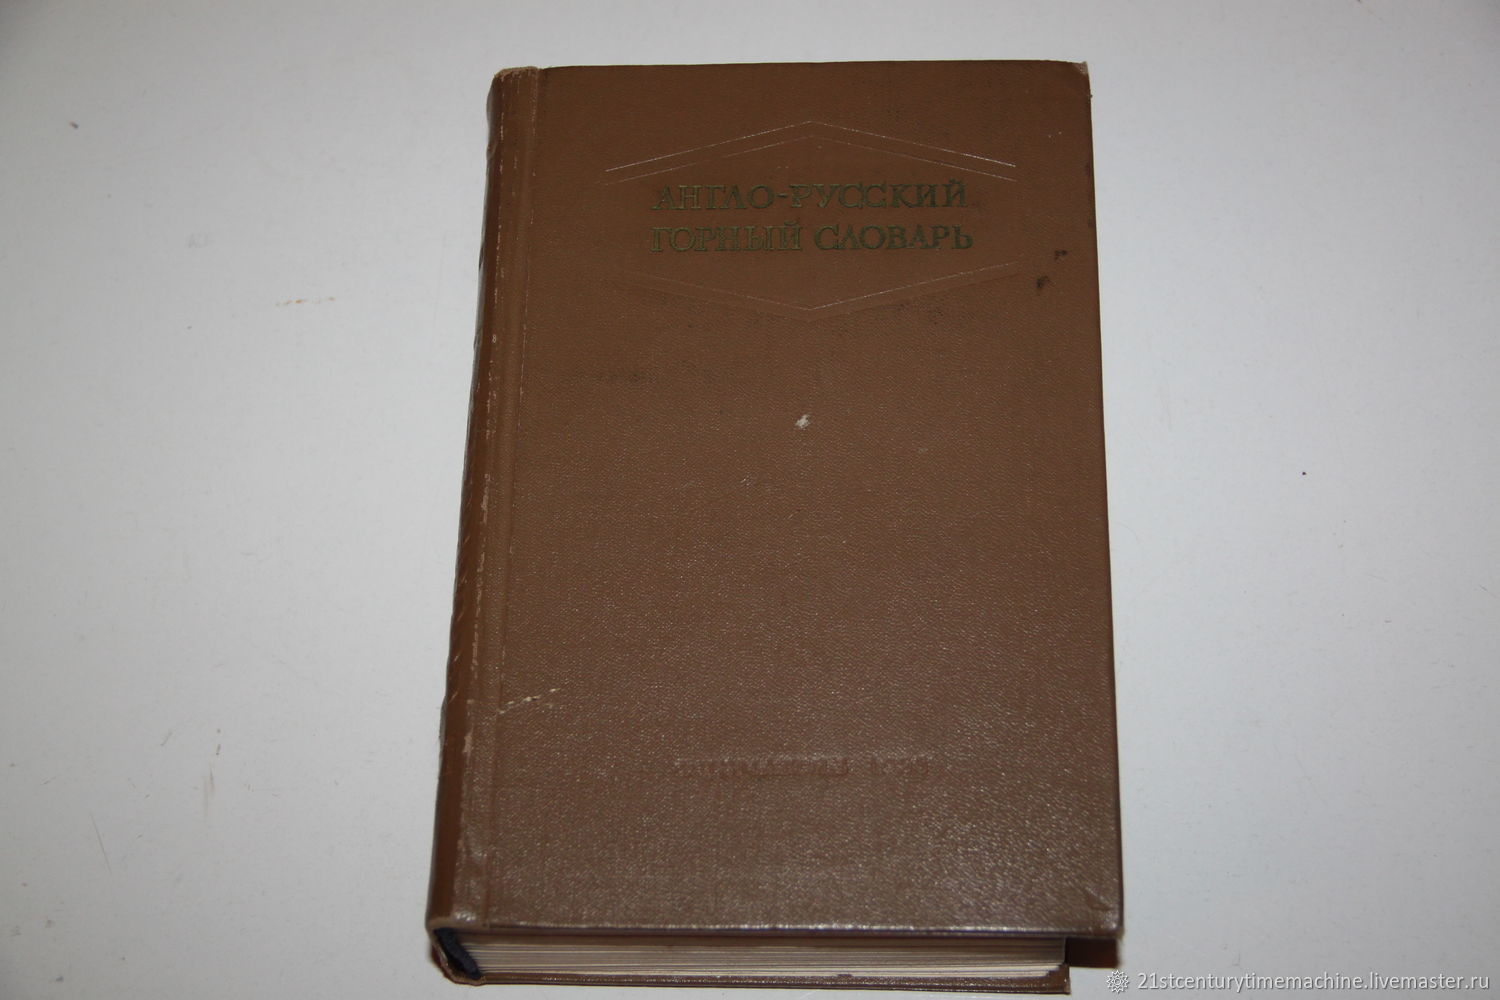 АНГЛО-РУССКИЙ
ГОРНЫЙ СЛОВАРЬ
21stcenturytimemachine.livemaster.ru